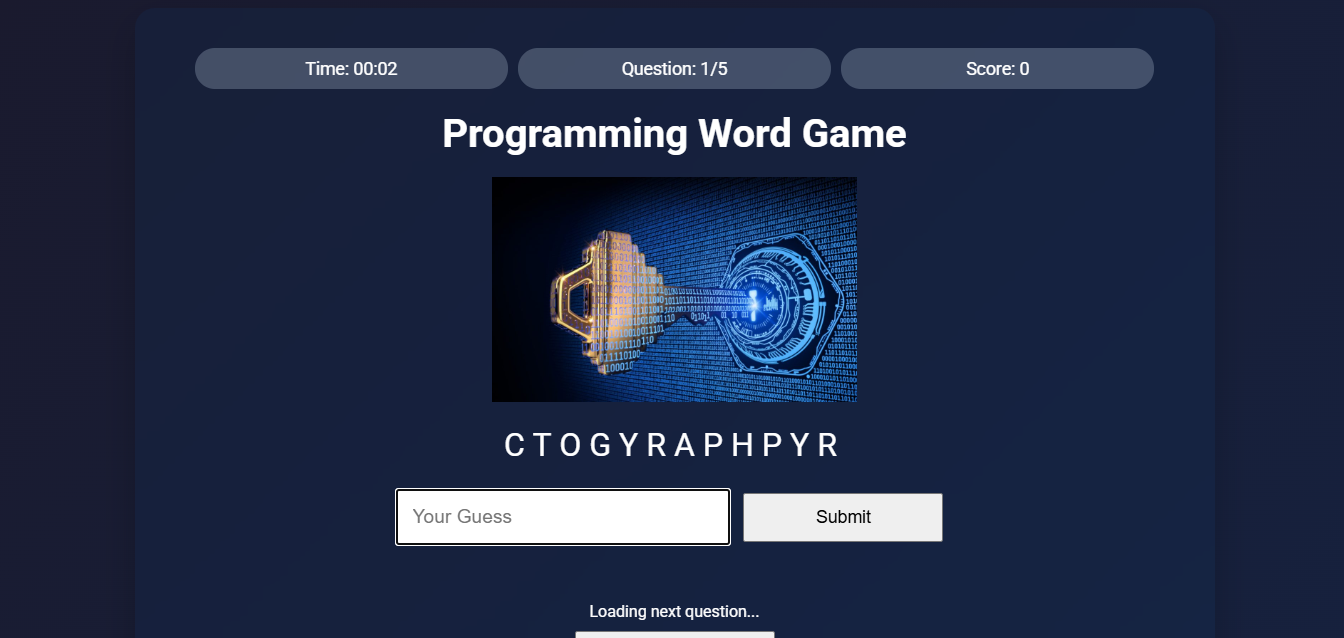 Time: 00:02
Question: 1/5
Score: 0
Programming Word Game
C T O G Y R A P H P Y R
Your Guess
Submit
Loading next question...